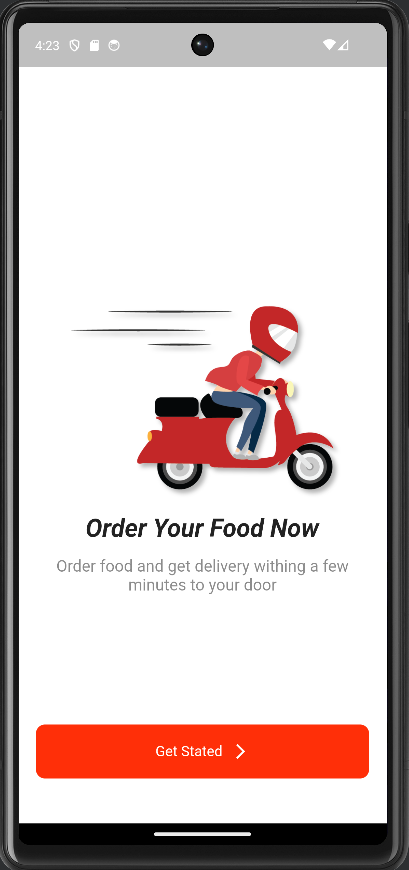 4:23
Order Your Food Now
Order food and get delivery withing a few
minutes to your door
Get Stated